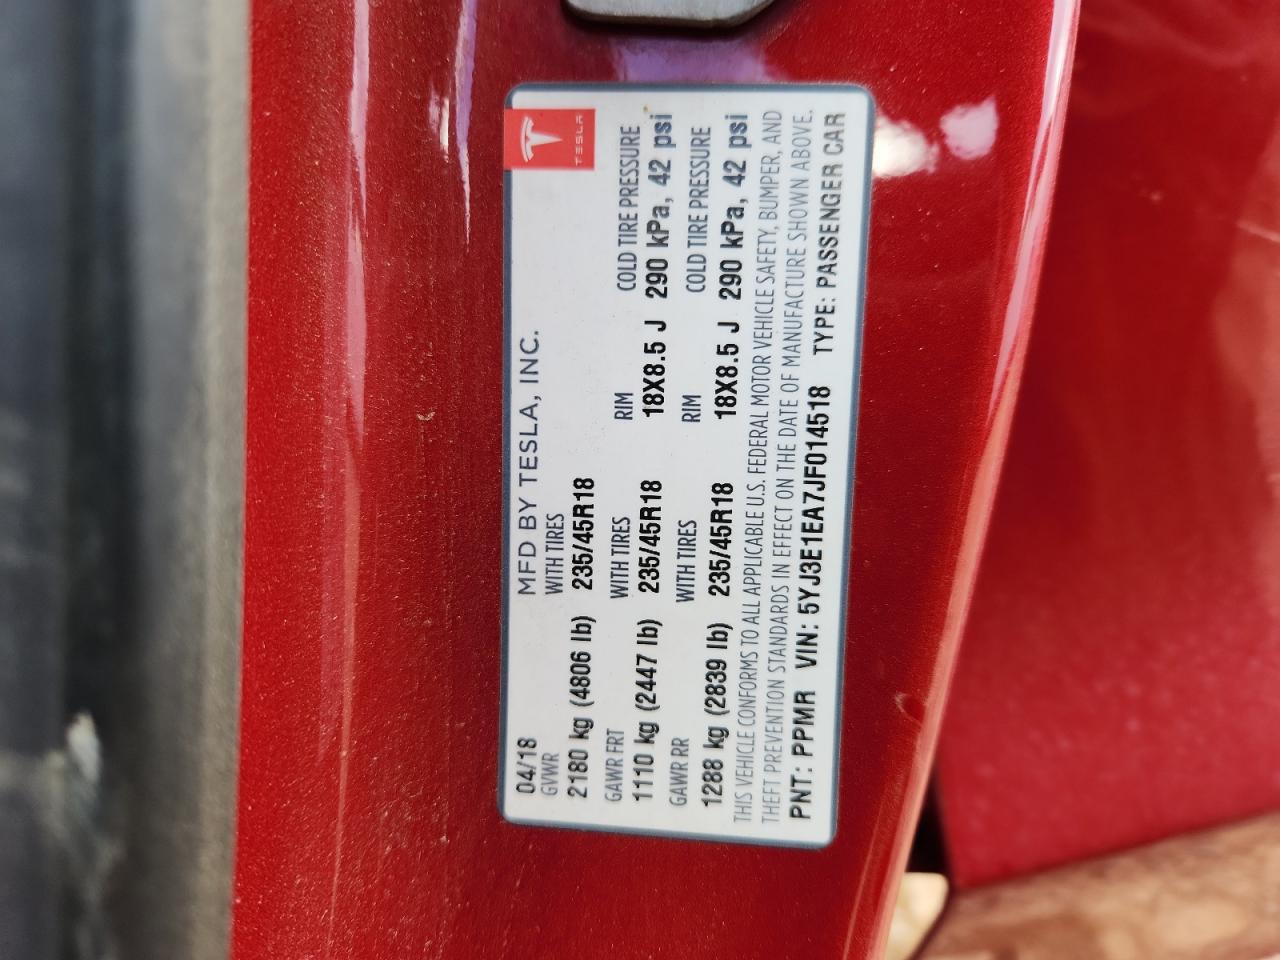 TESLA
04/18 MFD BY TESLA, INC.
GVWR WITH TIRES
2180 kg (4806 lb) 235/45R18
GAWR FRT WITH TIRES RIM COLD TIRE PRESSURE
1110 kg (2447 lb) 235/45R18 18X8.5 J 290 kPa, 42 psi
GAWR RR WITH TIRES RIM COLD TIRE PRESSURE
1288 kg (2839 lb) 235/45R18 18X8.5 J 290 kPa, 42 psi
THIS VEHICLE CONFORMS TO ALL APPLICABLE U.S. FEDERAL MOTOR VEHICLE SAFETY, BUMPER, AND
THEFT PREVENTION STANDARDS IN EFFECT ON THE DATE OF MANUFACTURE SHOWN ABOVE.
PNT: PPMR VIN: 5YJ3E1EA7JF014518 TYPE: PASSENGER CAR